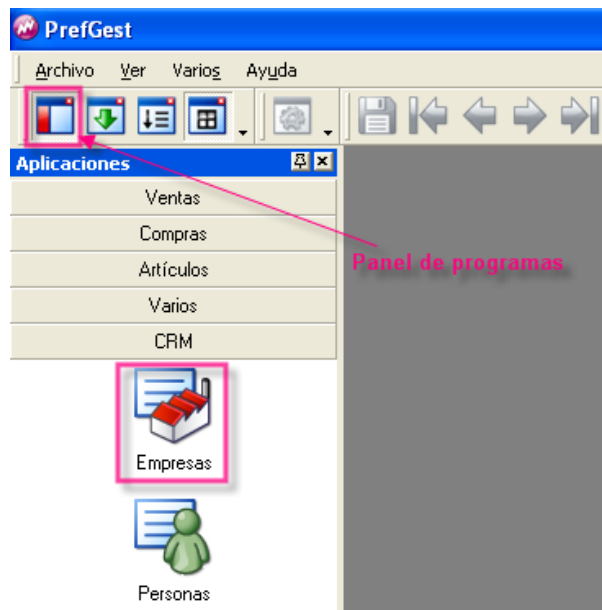 PrefGest
Archivo Ver Varios Ayuda
Aplicaciones
Ventas
Compras
Artículos
Varios
CRM
Panel de programas
Empresas
Personas